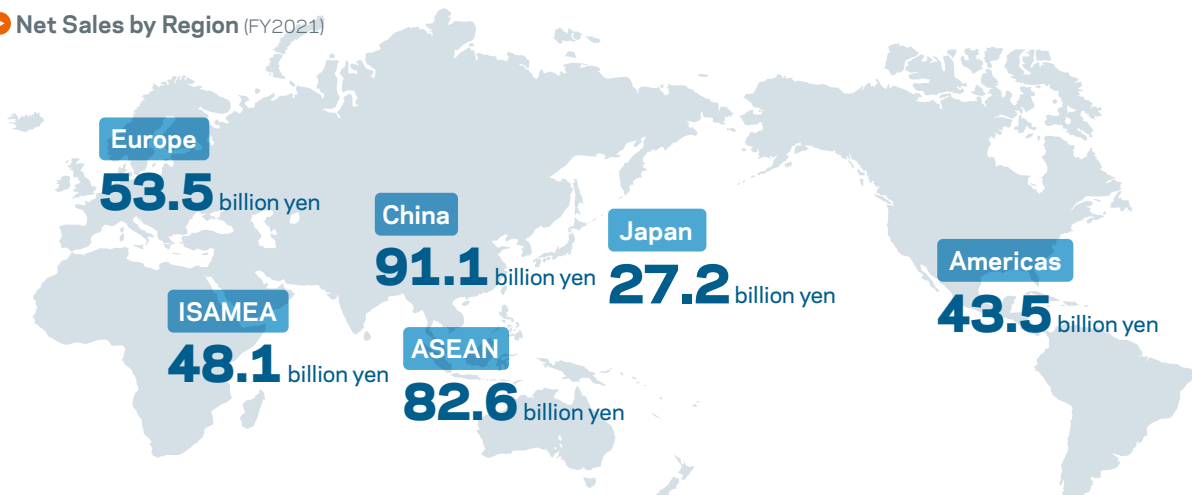 Net Sales by Region (FY2021)
Europe
53.5 billion yen
China
91.1 billion yen
Japan
27.2 billion yen
Americas
43.5 billion yen
ISAMEA
48.1 billion yen
ASEAN
82.6 billion yen